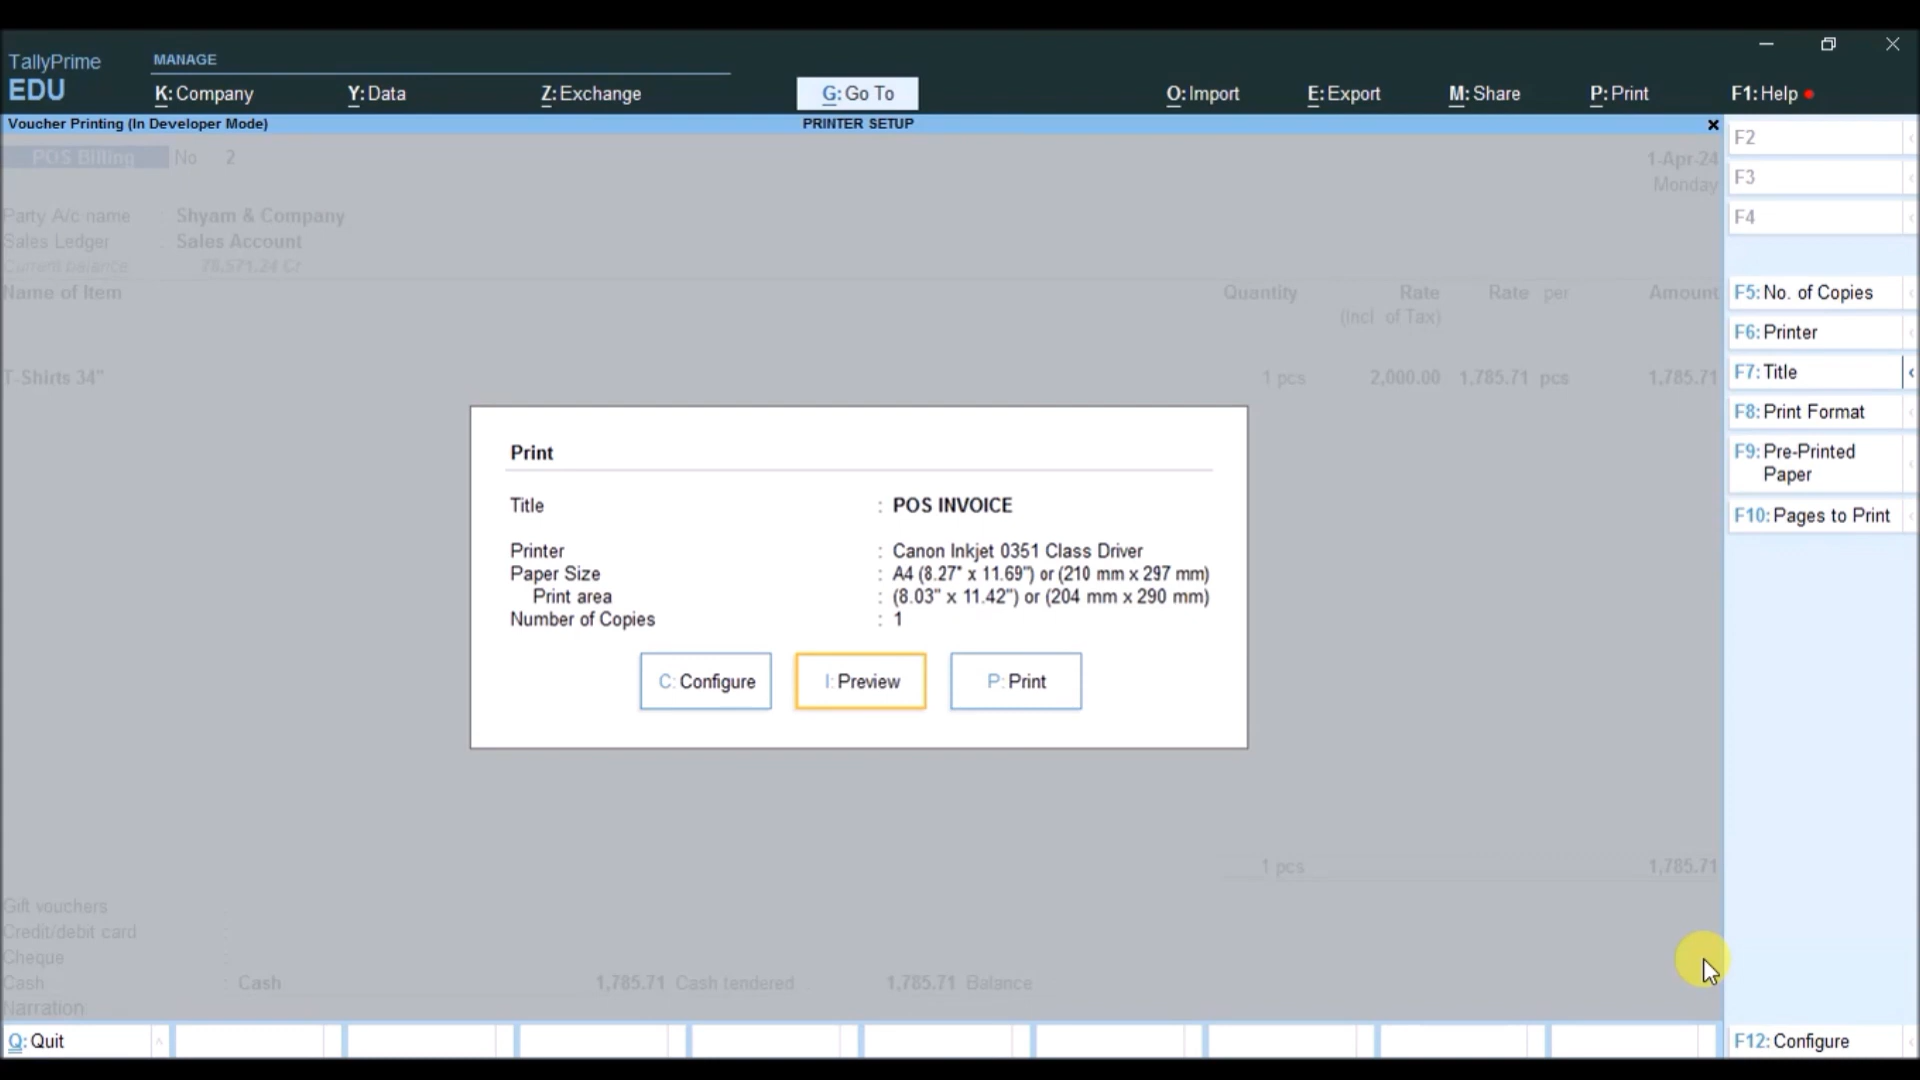 TallyPrime
EDU
MANAGE
K: Company
Y: Data
Z: Exchange
G: Go To
O: Import
E: Export
M: Share
P: Print
F1: Help
Voucher Printing (In Developer Mode)
PRINTER SETUP
POS Billing No. 2
1-Apr-24
Monday
Party A/c name : Shyam & Company
Sales Ledger : Sales Account
Current balance : 78,571.24 Cr
Name of Item Quantity Rate Rate per Amount
(Incl. of Tax)
T-Shirts 34" 1 pcs 2,000.00 1,785.71 pcs 1,785.71
Print
Title : POS INVOICE
Printer : Canon Inkjet 0351 Class Driver
Paper Size : A4 (8.27" x 11.69") or (210 mm x 297 mm)
Print area : (8.03" x 11.42") or (204 mm x 290 mm)
Number of Copies : 1
C: Configure
I: Preview
P: Print
1 pcs 1,785.71
Gift vouchers :
Credit/debit card :
Cheque :
Cash : Cash 1,785.71 Cash tendered 1,785.71 Balance
Narration
Q: Quit
F2
F3
F4
F5: No. of Copies
F6: Printer
F7: Title
F8: Print Format
F9: Pre-Printed
Paper
F10: Pages to Print
F12: Configure